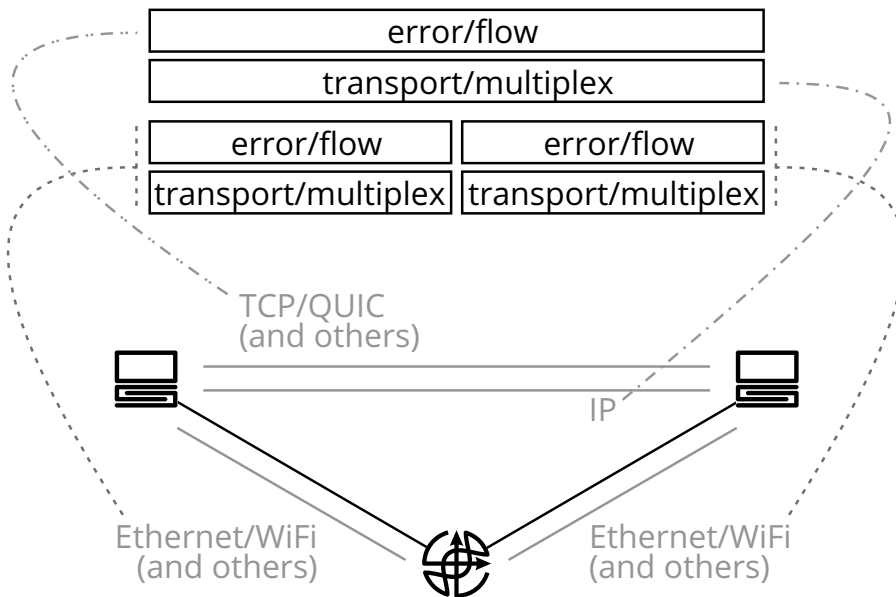 error/flow
transport/multiplex
error/flow
error/flow
transport/multiplex
transport/multiplex
TCP/QUIC
(and others)
IP
Ethernet/WiFi
(and others)
Ethernet/WiFi
(and others)